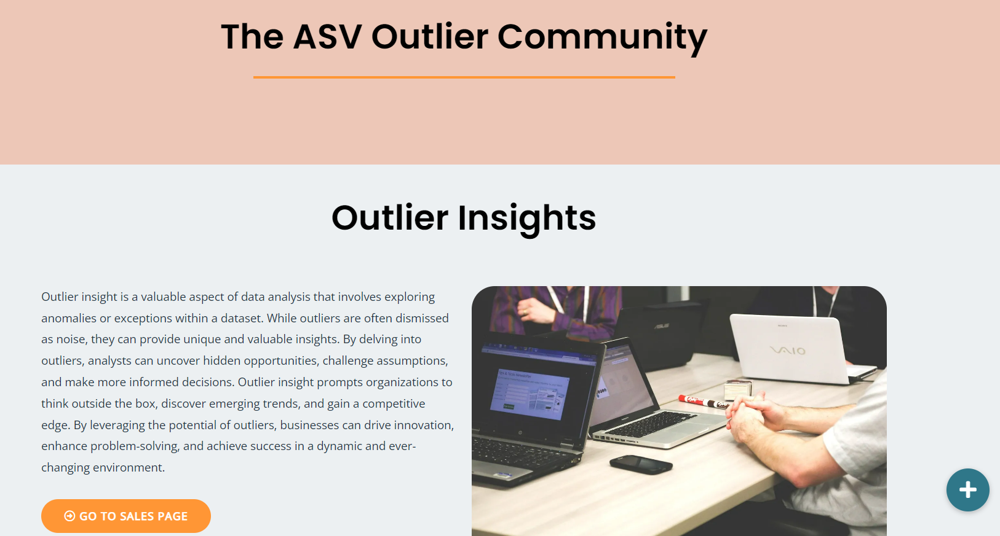 The ASV Outlier Community
Outlier Insights
Outlier insight is a valuable aspect of data analysis that involves exploring
anomalies or exceptions within a dataset. While outliers are often dismissed
as noise, they can provide unique and valuable insights. By delving into
outliers, analysts can uncover hidden opportunities, challenge assumptions,
and make more informed decisions. Outlier insight prompts organizations to
think outside the box, discover emerging trends, and gain a competitive
edge. By leveraging the potential of outliers, businesses can drive innovation,
enhance problem-solving, and achieve success in a dynamic and ever-
changing environment.
GO TO SALES PAGE
ASUS
SONY
VAIO
Tips & Tools Newsletter